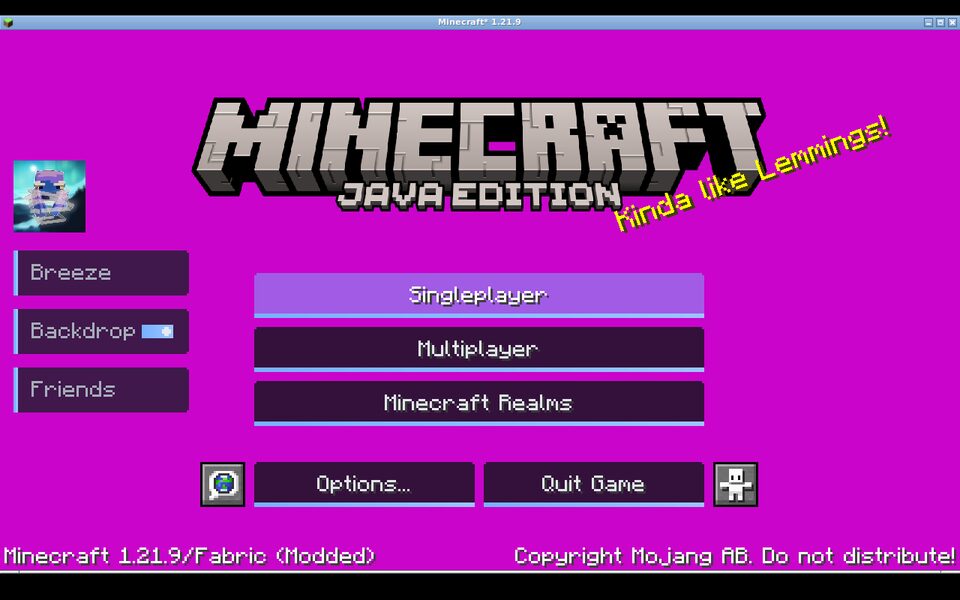 Minecraft* 1.21.9
MINECRAFT
JAVA EDITION
Kinda like Lemmings!
Breeze
Backdrop
Friends
Singleplayer
Multiplayer
Minecraft Realms
Options...
Quit Game
Minecraft 1.21.9/Fabric (Modded)
Copyright Mojang AB. Do not distribute!